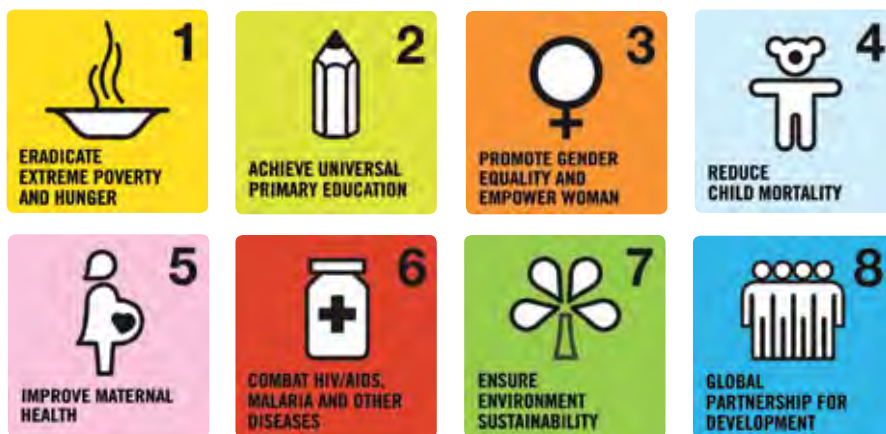 1
ERADICATE
EXTREME POVERTY
AND HUNGER
2
ACHIEVE UNIVERSAL
PRIMARY EDUCATION
3
PROMOTE GENDER
EQUALITY AND
EMPOWER WOMAN
4
REDUCE
CHILD MORTALITY
5
IMPROVE MATERNAL
HEALTH
6
COMBAT HIV/AIDS,
MALARIA AND OTHER
DISEASES
7
ENSURE
ENVIRONMENT
SUSTAINABILITY
8
GLOBAL
PARTNERSHIP FOR
DEVELOPMENT